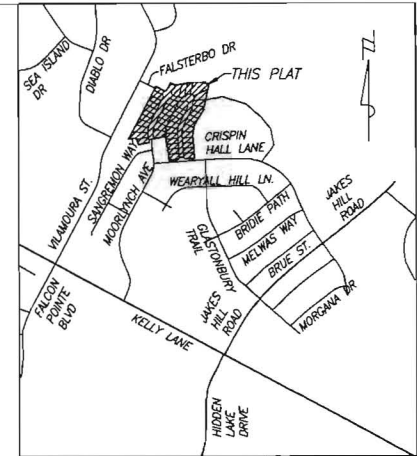 SEA ISLAND
DR
DIABLO DR
FALSTERBO DR
THIS PLAT
N
CRISPIN
HALL LANE
SANGREMON WAY
MOORLYNCH AVE
WEARYALL HILL LN.
VILAMOURA ST.
GLASTONBURY
TRAIL
BRIDIE PATH
MELWAS WAY
BRUE ST.
JAKES
HILL
ROAD
FALCON
POINTE
BLVD
KELLY LANE
JAKES
HILL
ROAD
MORGANA DR
HIDDEN
LAKE
DRIVE